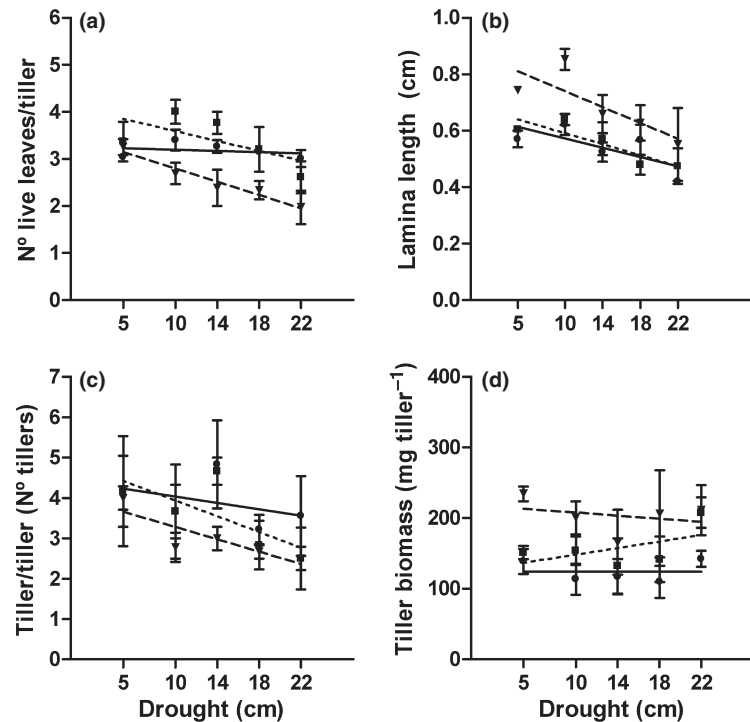 (a)
Nº live leaves/tiller
6
5
4
3
2
1
0
5 10 14 18 22
(b)
Lamina length (cm)
1.0
0.8
0.6
0.4
0.2
0.0
5 10 14 18 22
(c)
Tiller/tiller (Nº tillers)
7
6
5
4
3
2
1
0
5 10 14 18 22
Drought (cm)
(d)
Tiller biomass (mg tiller⁻¹)
400
300
200
100
0
5 10 14 18 22
Drought (cm)